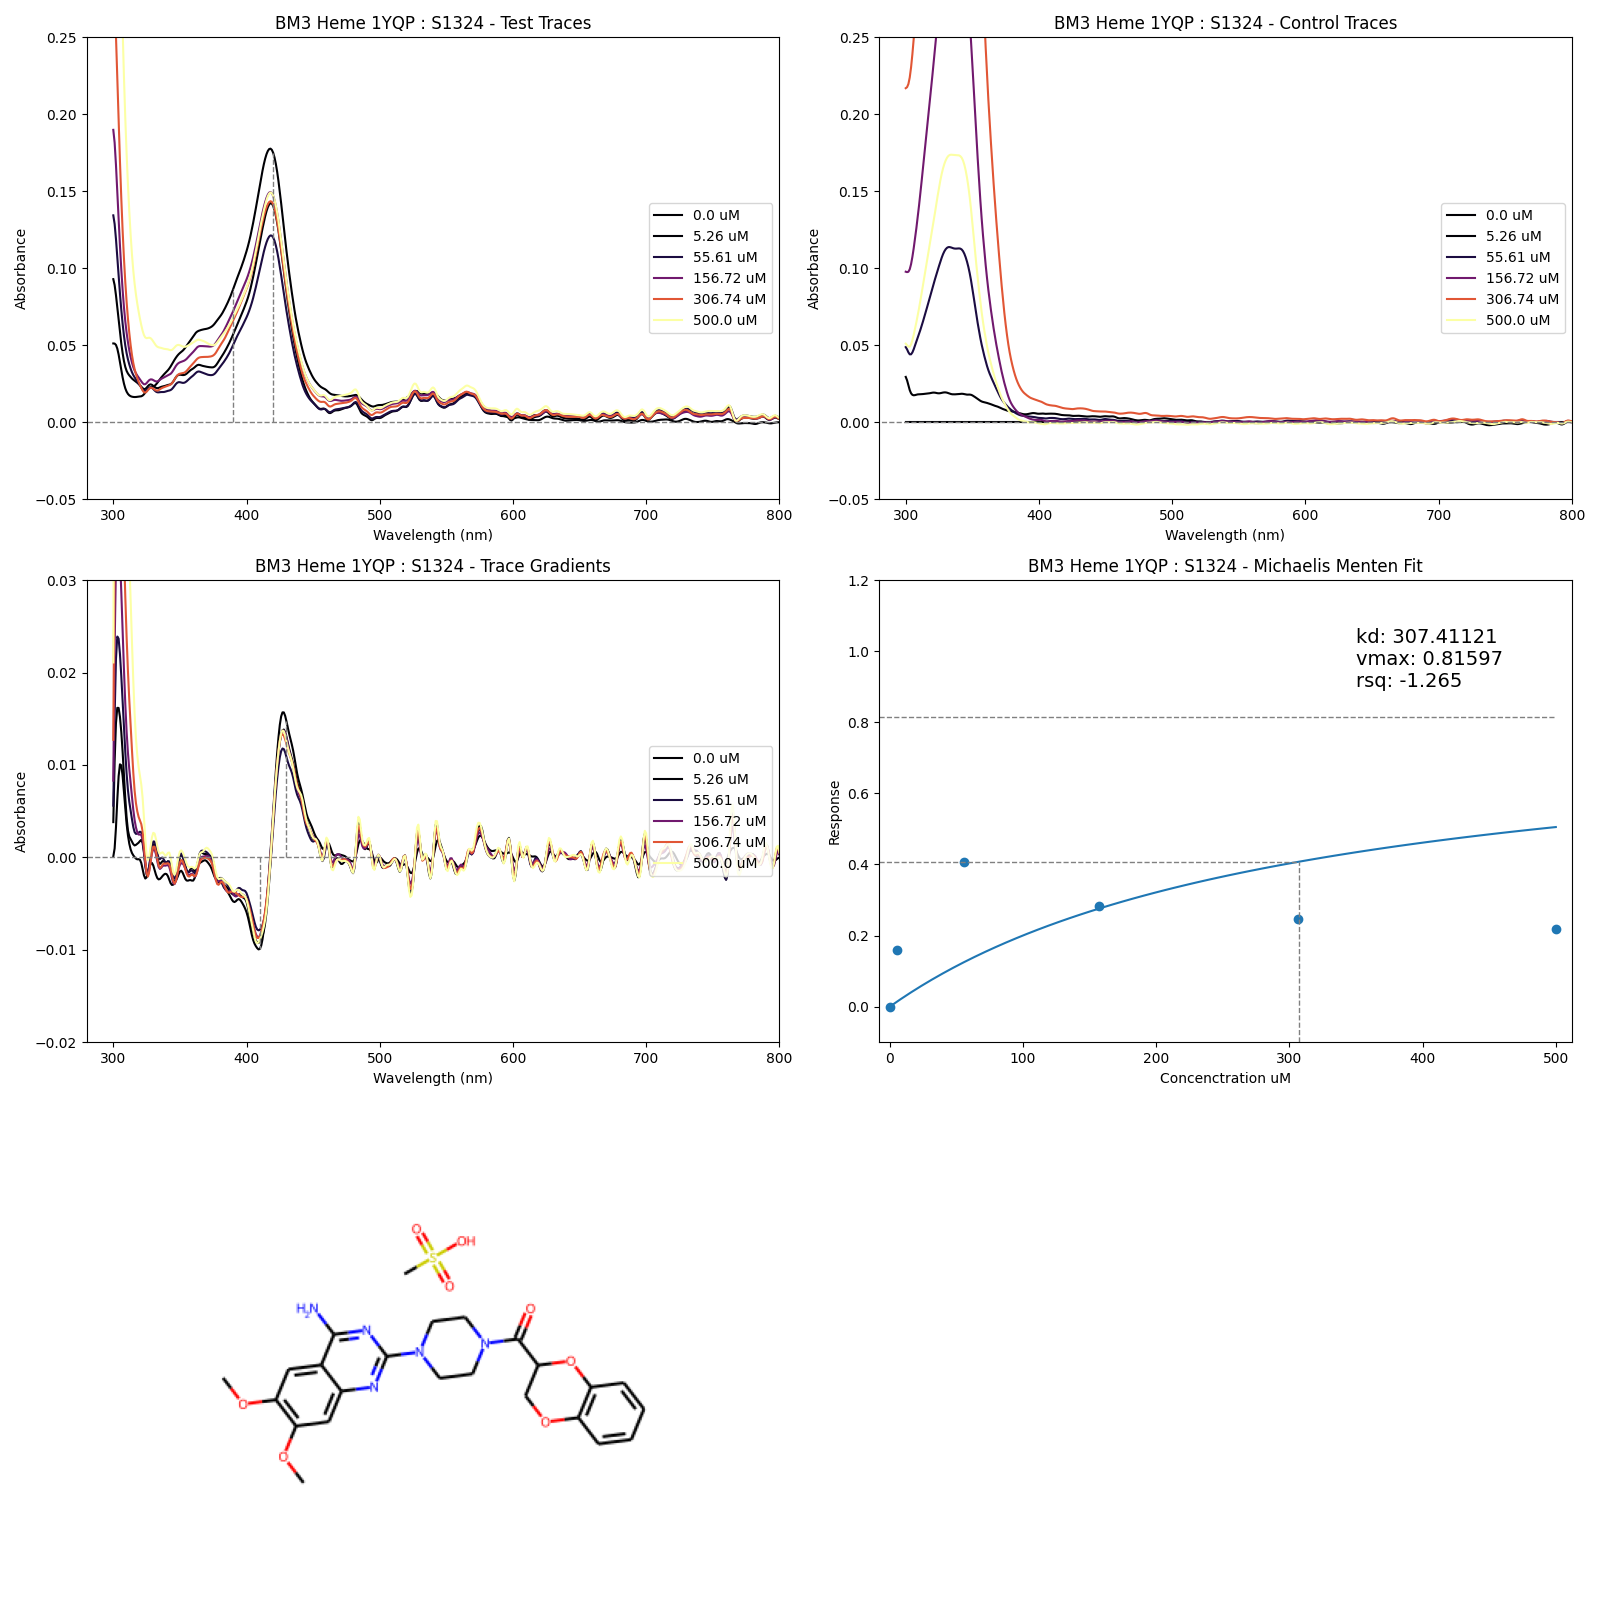 BM3 Heme 1YQP : S1324 - Test Traces
0.25
0.20
0.15
0.10
0.05
0.00
−0.05
Absorbance
300 400 500 600 700 800
Wavelength (nm)
0.0 uM
5.26 uM
55.61 uM
156.72 uM
306.74 uM
500.0 uM
BM3 Heme 1YQP : S1324 - Control Traces
0.25
0.20
0.15
0.10
0.05
0.00
−0.05
Absorbance
300 400 500 600 700 800
Wavelength (nm)
0.0 uM
5.26 uM
55.61 uM
156.72 uM
306.74 uM
500.0 uM
BM3 Heme 1YQP : S1324 - Trace Gradients
0.03
0.02
0.01
0.00
−0.01
−0.02
Absorbance
300 400 500 600 700 800
Wavelength (nm)
0.0 uM
5.26 uM
55.61 uM
156.72 uM
306.74 uM
500.0 uM
BM3 Heme 1YQP : S1324 - Michaelis Menten Fit
1.2
1.0
0.8
0.6
0.4
0.2
0.0
Response
kd: 307.41121
vmax: 0.81597
rsq: -1.265
0 100 200 300 400 500
Concenctration uM
O
OH
S
O
H2N
N
O
N
N
N
O
O
O
O